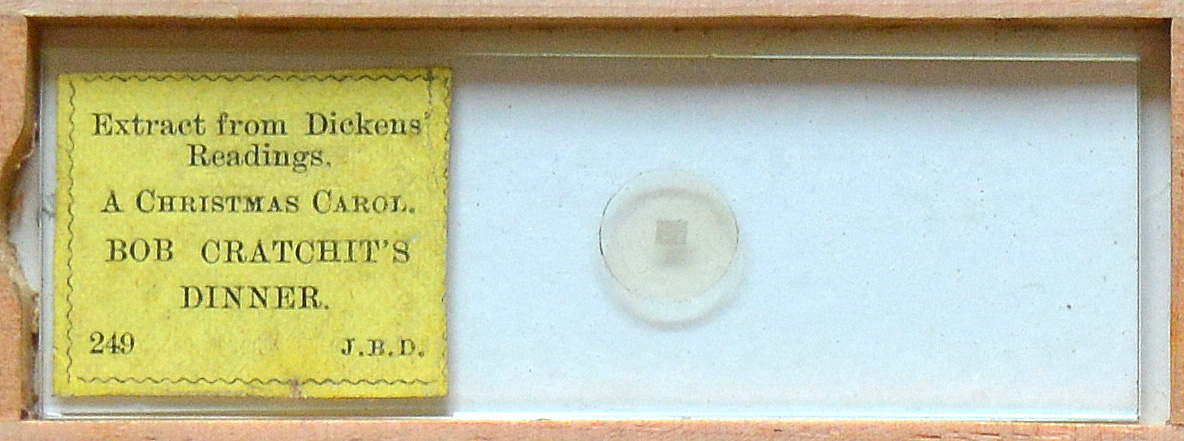 Extract from Dickens'
Readings.
A CHRISTMAS CAROL.
BOB CRATCHIT'S
DINNER.
249 J.B.D.